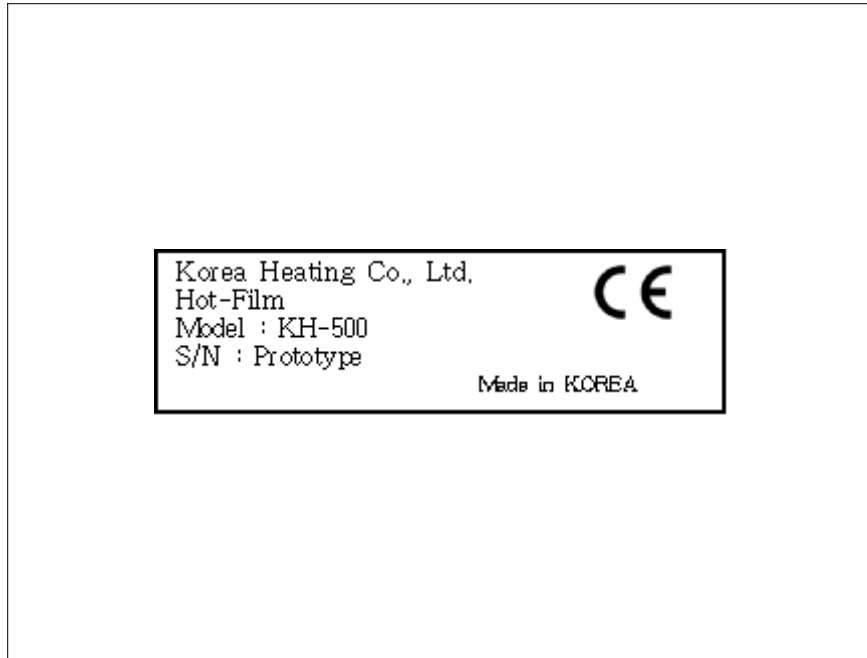 Korea Heating Co., Ltd.
CE
Hot-Film
Model : KH-500
S/N : Prototype
Made in KOREA